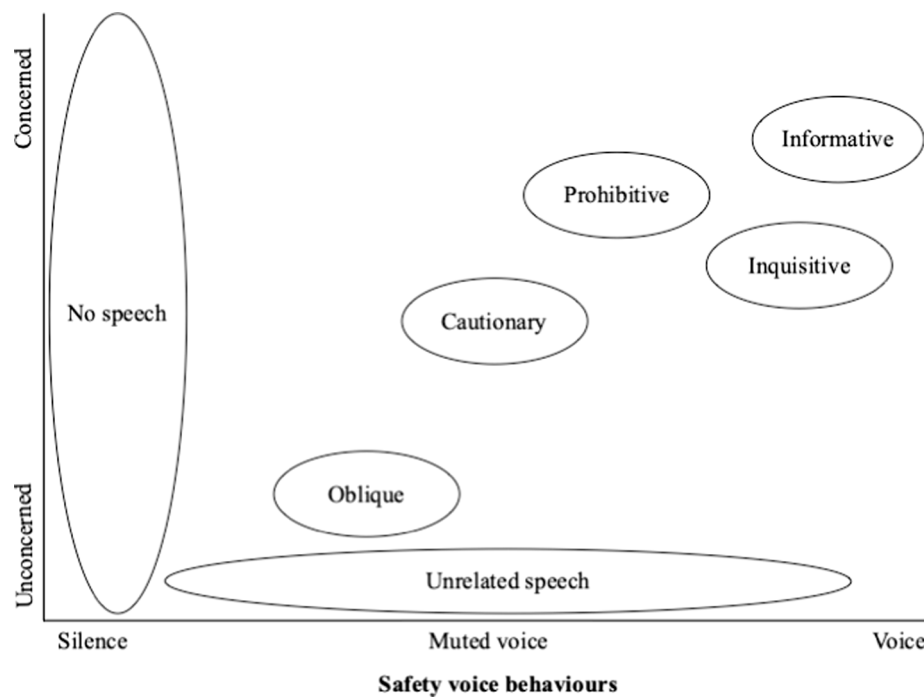 Concerned
Informative
Prohibitive
Inquisitive
No speech
Cautionary
Oblique
Unconcerned
Unrelated speech
Silence
Muted voice
Voice
Safety voice behaviours